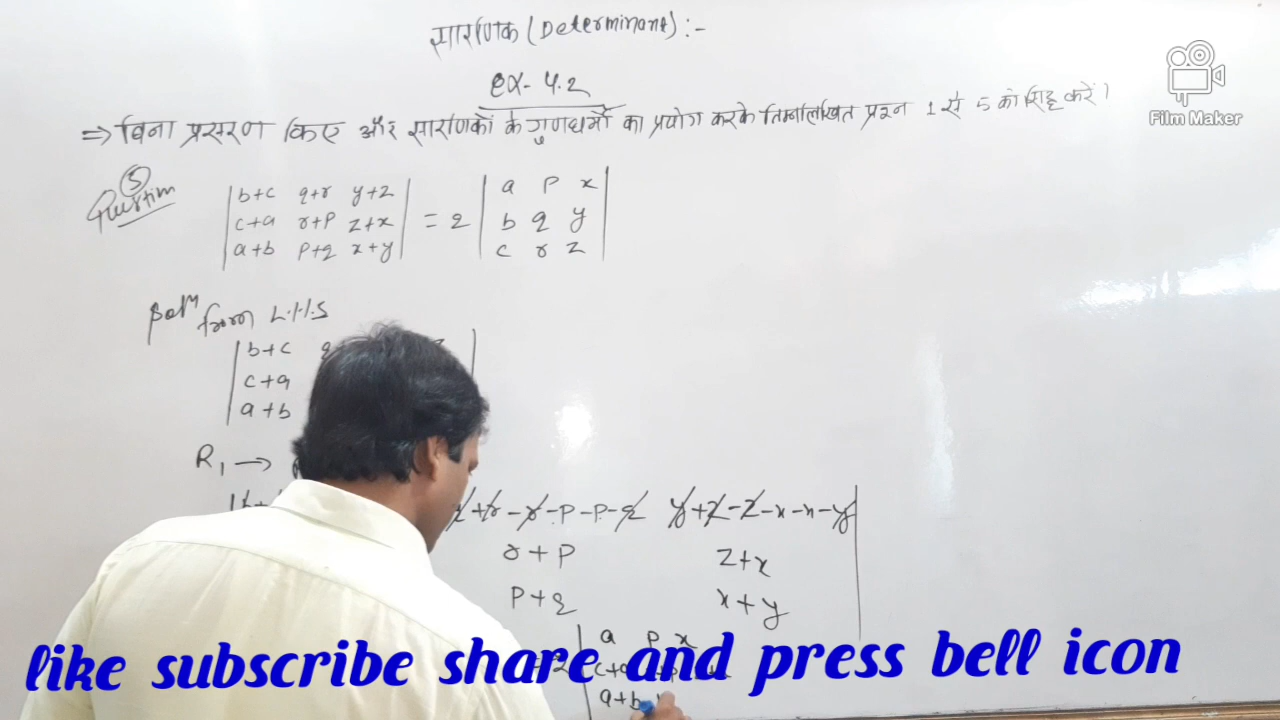 सारणिक (Determinant) :-
Film Maker
ex- 4.2
⇒ बिना प्रसरण किए और सारणिकों के गुणधर्मों का प्रयोग करके निम्नलिखित प्रश्न 1 से 5 को सिद्ध करें।
5
Question
| b+c q+r y+z | | a p x |
| c+a r+p z+x | = 2 | b q y |
| a+b p+q x+y | | c r z |
Solⁿ from L.H.S
| b+c
c+a
a+b
R₁ →
+r -r -p -p -q y+z -z -x -x -y |
r+p z+x
p+q x+y
| a p x
c+a
a+b
like subscribe share and press bell icon